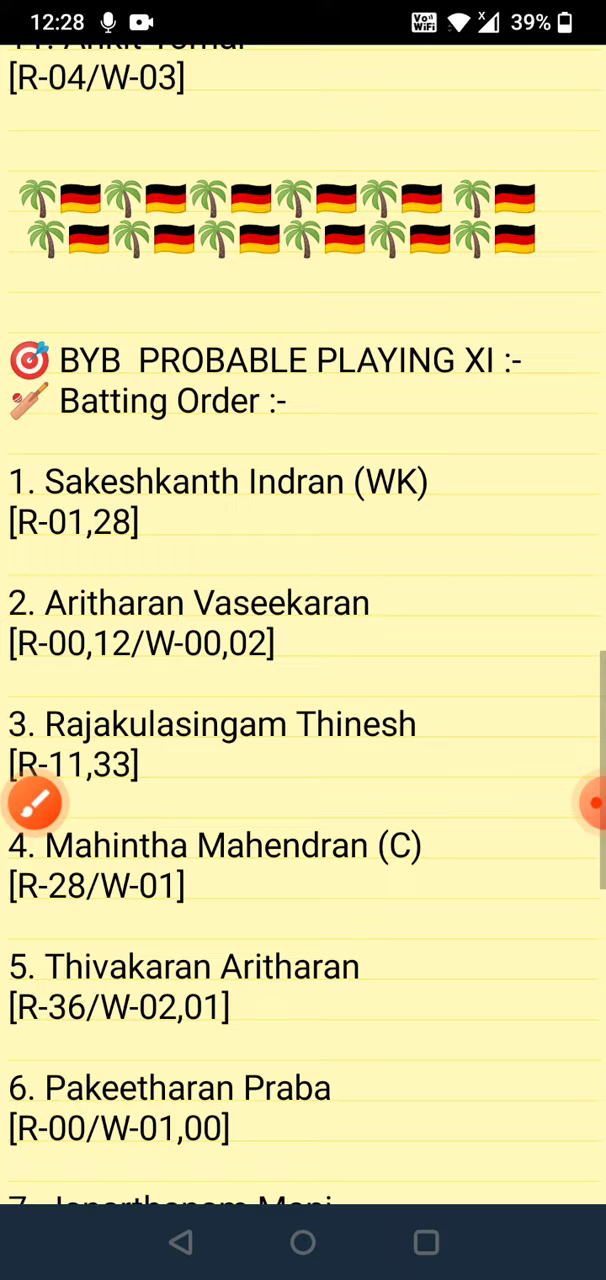 12:28
Vo WiFi
X
39%
[R-04/W-03]
BYB PROBABLE PLAYING XI :-
Batting Order :-
1. Sakeshkanth Indran (WK)
[R-01,28]
2. Aritharan Vaseekaran
[R-00,12/W-00,02]
3. Rajakulasingam Thinesh
[R-11,33]
4. Mahintha Mahendran (C)
[R-28/W-01]
5. Thivakaran Aritharan
[R-36/W-02,01]
6. Pakeetharan Praba
[R-00/W-01,00]